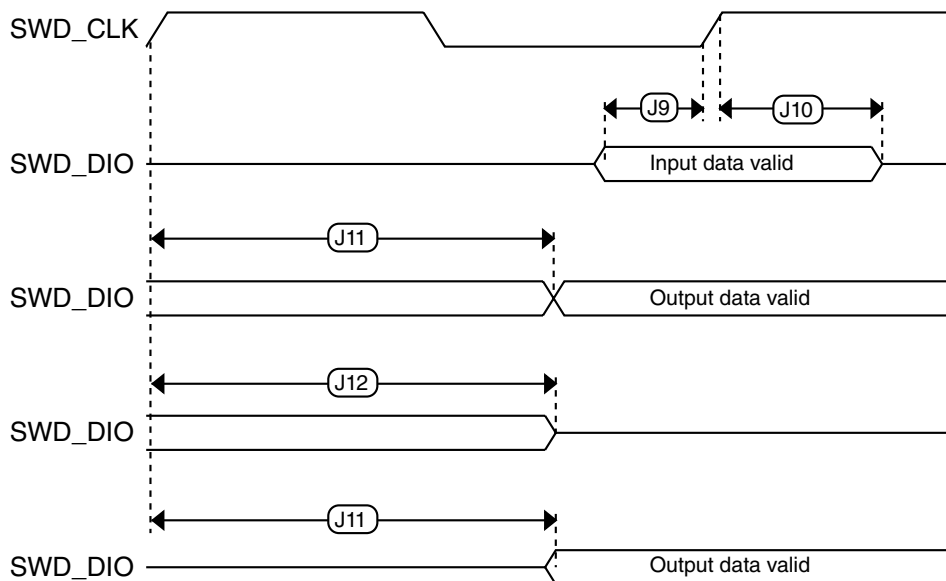 SWD_CLK
J9
J10
SWD_DIO
Input data valid
J11
SWD_DIO
Output data valid
J12
SWD_DIO
J11
SWD_DIO
Output data valid